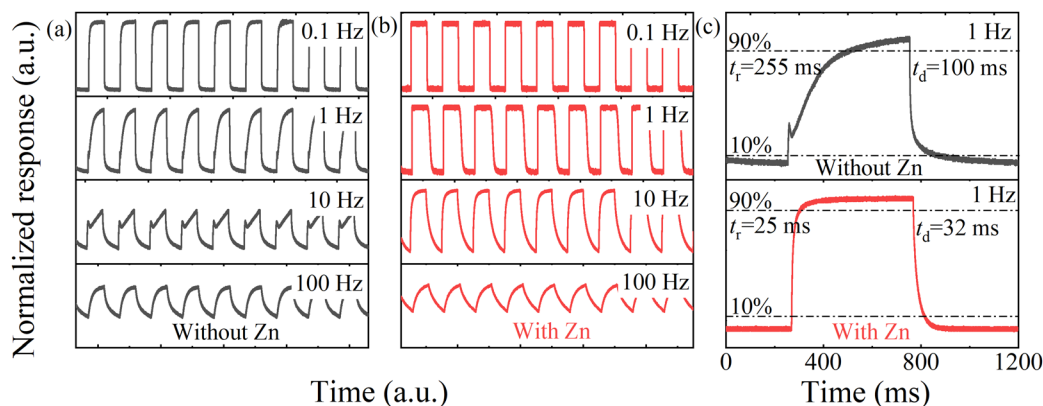 Normalized response (a.u.)
(a)
0.1 Hz
1 Hz
10 Hz
100 Hz
Without Zn
(b)
0.1 Hz
1 Hz
10 Hz
100 Hz
With Zn
Time (a.u.)
(c)
1 Hz
90%
tr=255 ms
td=100 ms
10%
Without Zn
1 Hz
90%
tr=25 ms
td=32 ms
10%
With Zn
0 400 800 1200
Time (ms)